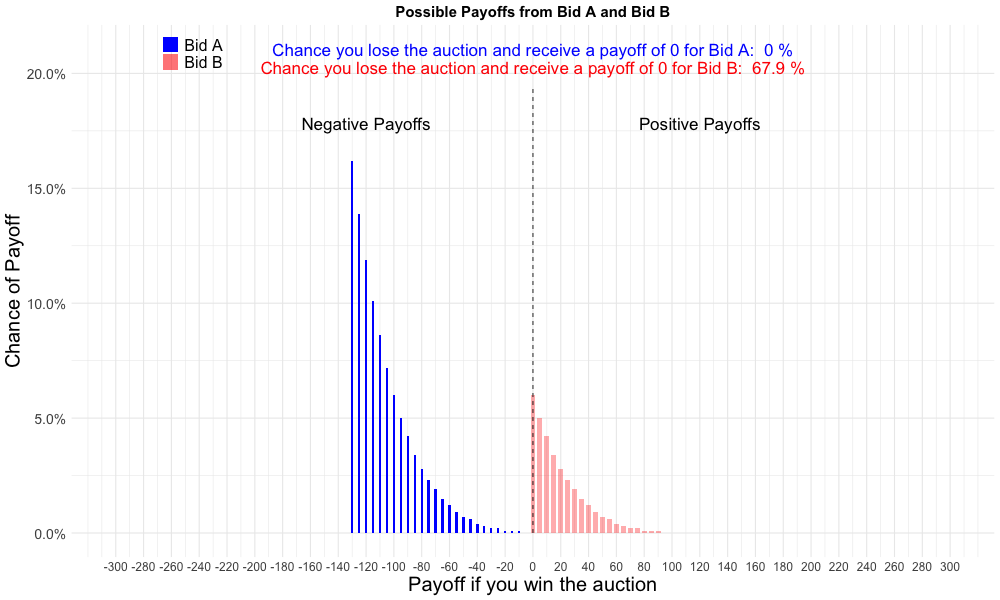 Possible Payoffs from Bid A and Bid B
Bid A
Bid B
Chance you lose the auction and receive a payoff of 0 for Bid A:  0 %
Chance you lose the auction and receive a payoff of 0 for Bid B:  67.9 %
Negative Payoffs
Positive Payoffs
Chance of Payoff
20.0%
15.0%
10.0%
5.0%
0.0%
-300 -280 -260 -240 -220 -200 -180 -160 -140 -120 -100 -80 -60 -40 -20 0 20 40 60 80 100 120 140 160 180 200 220 240 260 280 300
Payoff if you win the auction